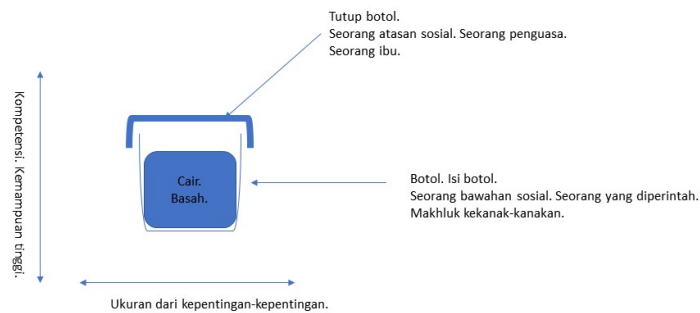 Tutup botol.
Seorang atasan sosial. Seorang penguasa.
Seorang ibu.
Kompetensi. Kemampuan tinggi.
Cair.
Basah.
Botol. Isi botol.
Seorang bawahan sosial. Seorang yang diperintah.
Makhluk kekanak-kanakan.
Ukuran dari kepentingan-kepentingan.